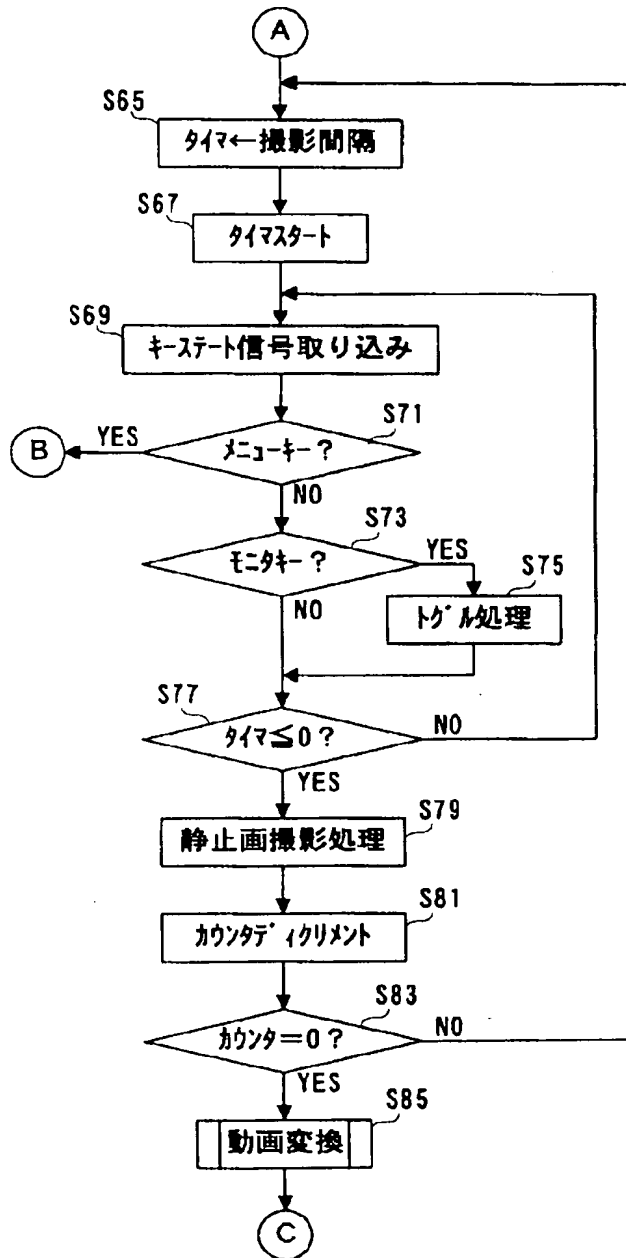 A
S65
タイマ←撮影間隔
S67
タイマスタート
S69
キーステート信号取り込み
S71
メニューキー?
YES
B
NO
S73
モニタキー?
YES
S75
トグル処理
NO
S77
タイマ≦0?
NO
YES
S79
静止画撮影処理
S81
カウンタディクリメント
S83
カウンタ=0?
NO
YES
S85
動画変換
C